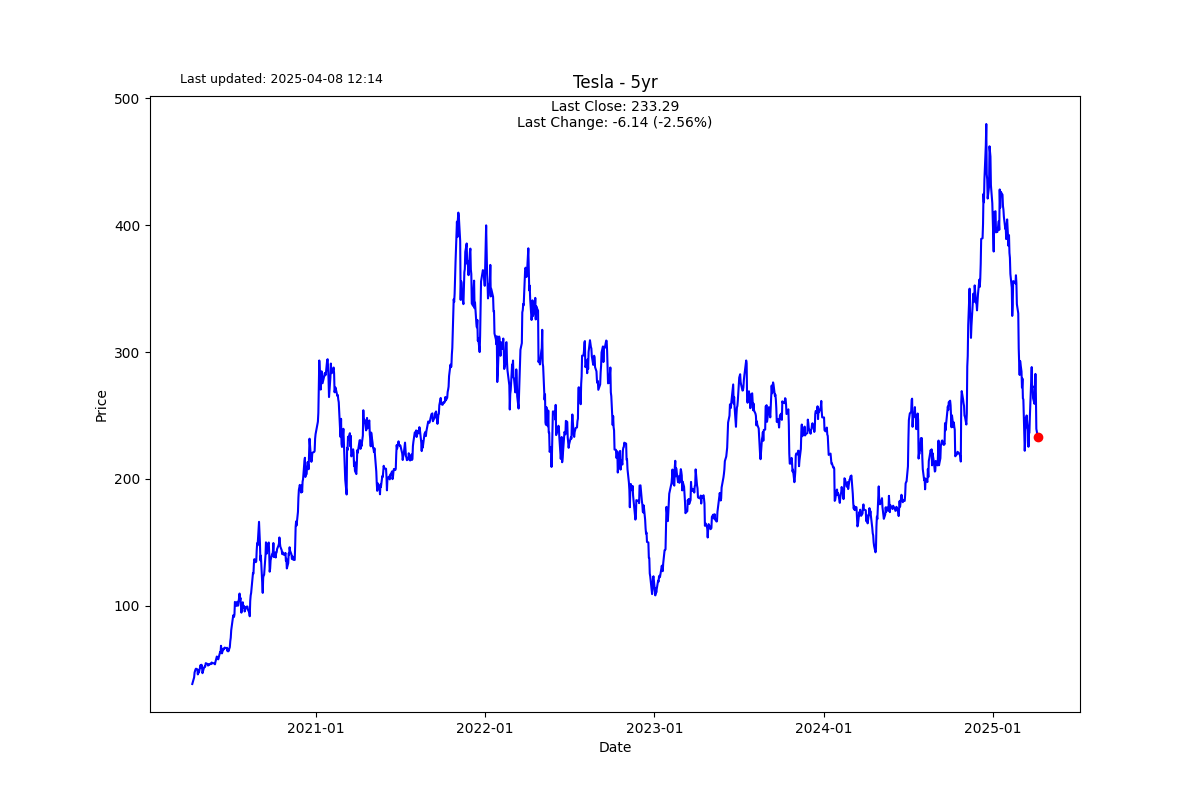 Last updated: 2025-04-08 12:14
Tesla - 5yr
Last Close: 233.29
Last Change: -6.14 (-2.56%)
500
400
300
200
100
Price
2021-01
2022-01
2023-01
2024-01
2025-01
Date